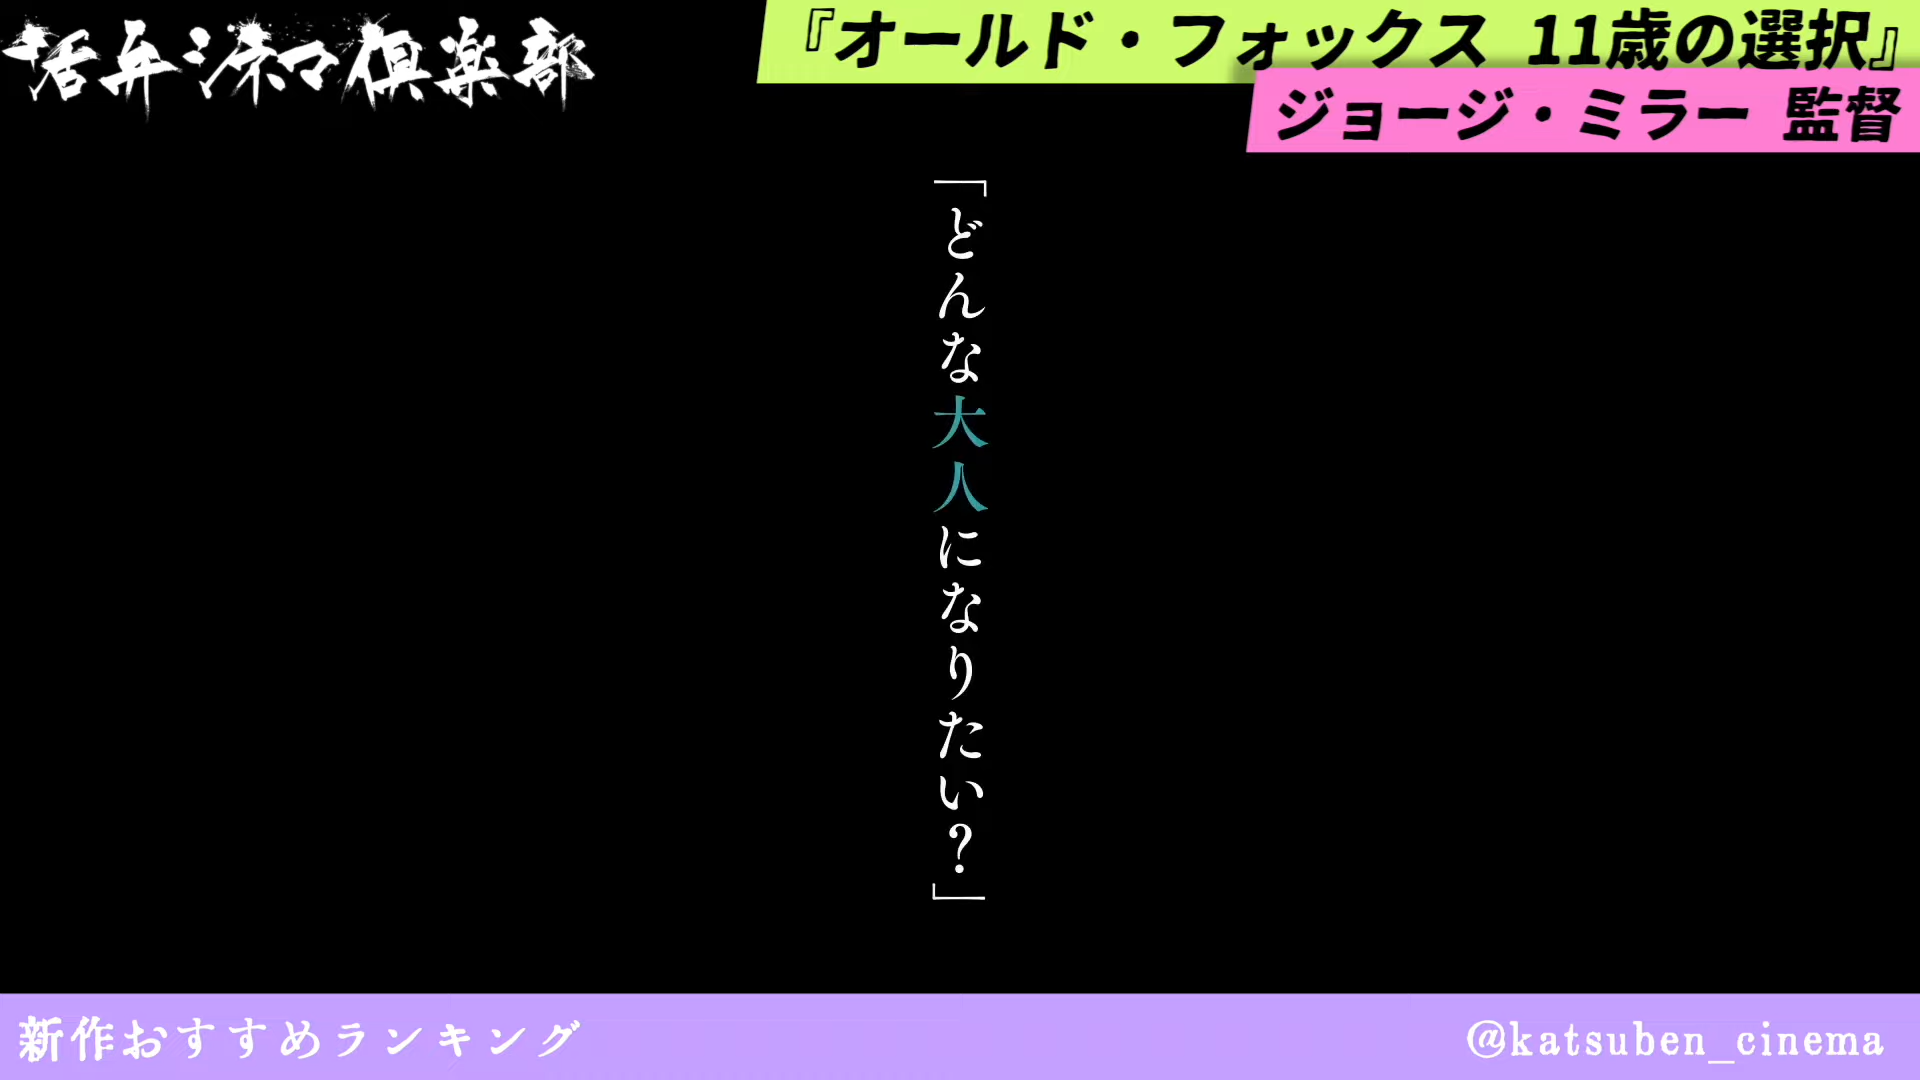 活弁シネマ倶楽部
『オールド・フォックス 11歳の選択』
ジョージ・ミラー 監督
「どんな大人になりたい？」
新作おすすめランキング
@katsuben_cinema